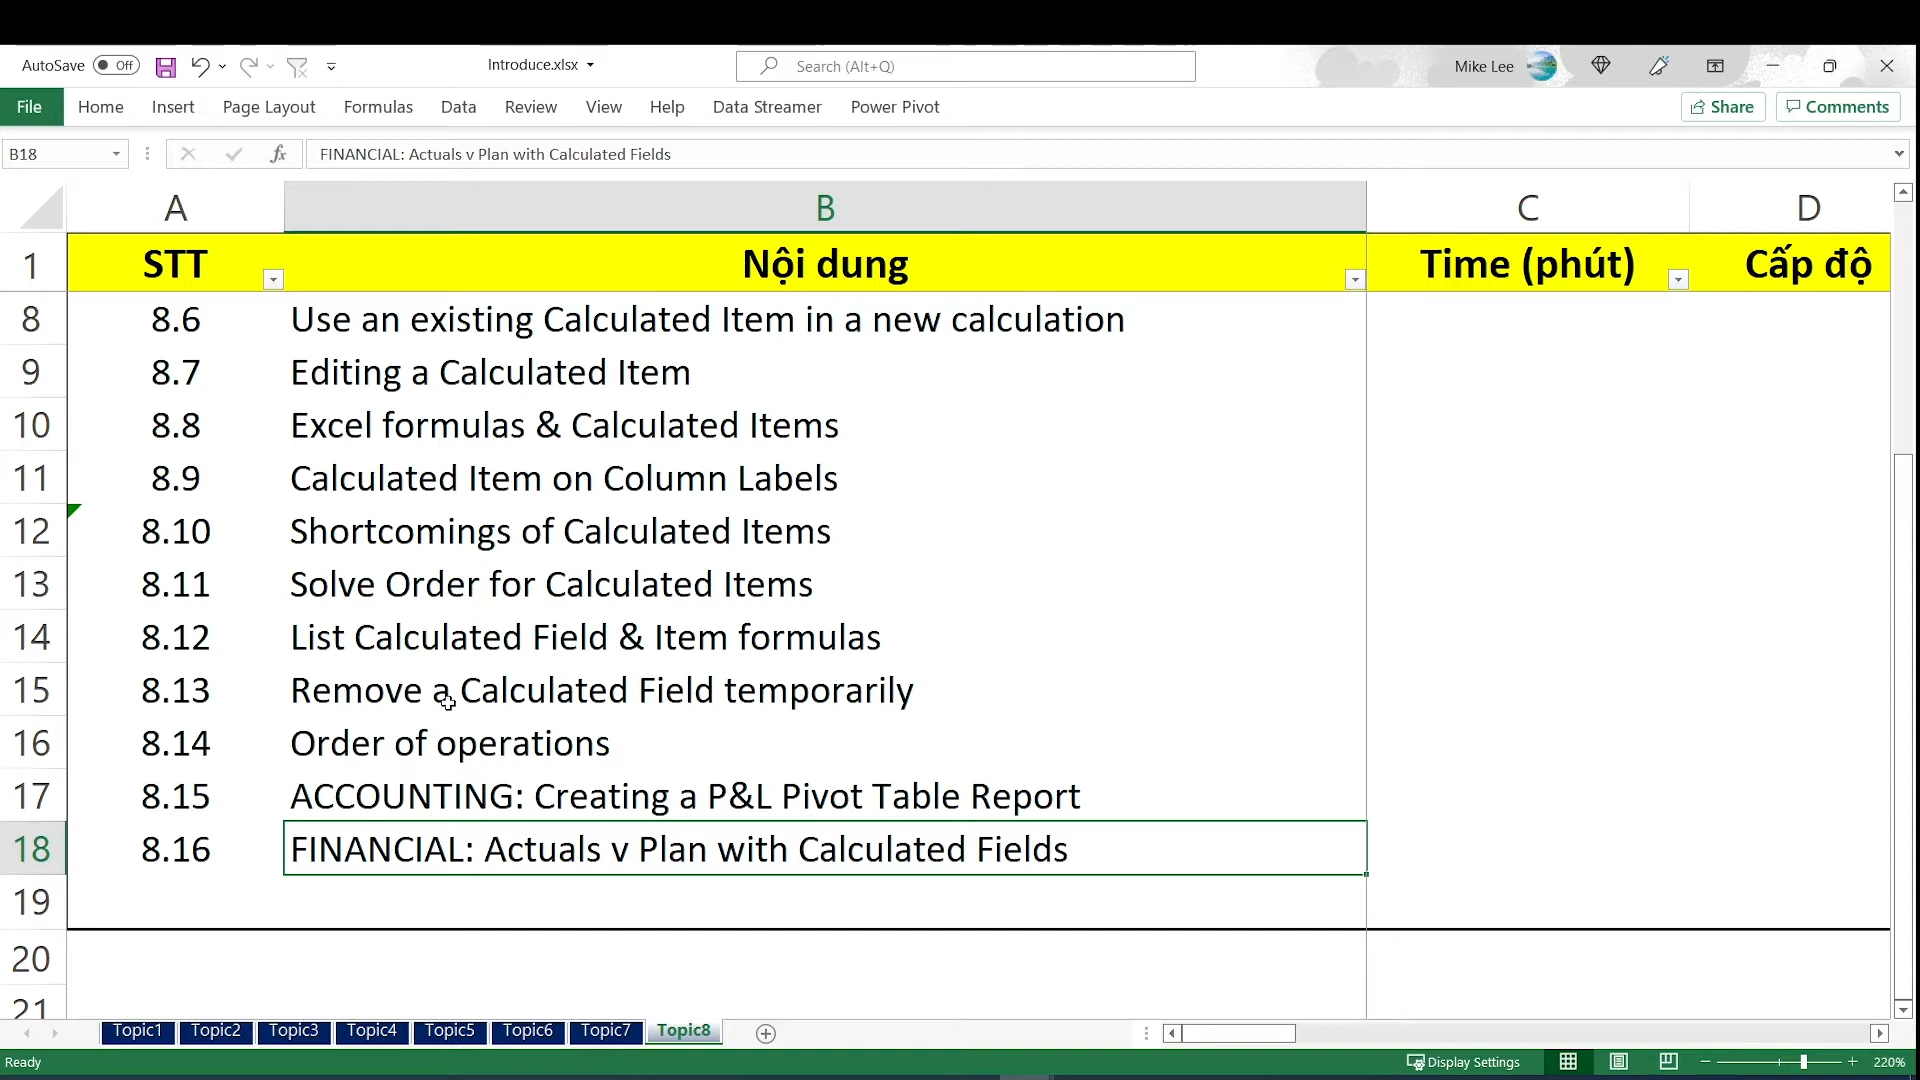 AutoSave Off Introduce.xlsx Search (Alt+Q) Mike Lee
File Home Insert Page Layout Formulas Data Review View Help Data Streamer Power Pivot Share Comments
B18 fx FINANCIAL: Actuals v Plan with Calculated Fields
A B C D
1 STT Nội dung Time (phút) Cấp độ
8 8.6 Use an existing Calculated Item in a new calculation
9 8.7 Editing a Calculated Item
10 8.8 Excel formulas & Calculated Items
11 8.9 Calculated Item on Column Labels
12 8.10 Shortcomings of Calculated Items
13 8.11 Solve Order for Calculated Items
14 8.12 List Calculated Field & Item formulas
15 8.13 Remove a Calculated Field temporarily
16 8.14 Order of operations
17 8.15 ACCOUNTING: Creating a P&L Pivot Table Report
18 8.16 FINANCIAL: Actuals v Plan with Calculated Fields
19
20
21
Topic1 Topic2 Topic3 Topic4 Topic5 Topic6 Topic7 Topic8
Ready Display Settings 220%